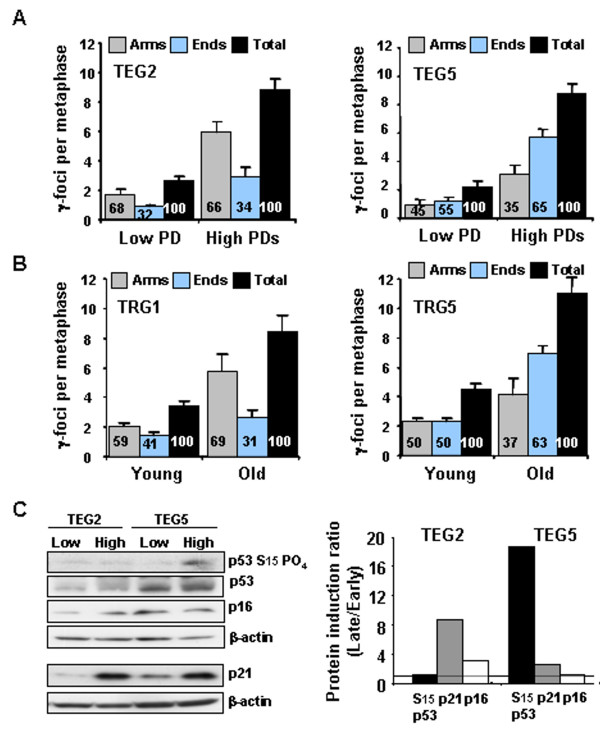 A
Arms Ends Total
TEG2
γ-foci per metaphase
12
10
8
6
4
2
0
68 32 100 66 34 100
Low PD High PDs
Arms Ends Total
TEG5
γ-foci per metaphase
12
10
8
6
4
2
0
45 55 100 35 65 100
Low PD High PDs
B
Arms Ends Total
TRG1
γ-foci per metaphase
12
10
8
6
4
2
0
59 41 100 69 31 100
Young Old
Arms Ends Total
TRG5
γ-foci per metaphase
12
10
8
6
4
2
0
50 50 100 37 63 100
Young Old
C
TEG2 TEG5
Low High Low High
p53 S15 PO4
p53
p16
β-actin
p21
β-actin
TEG2 TEG5
Protein induction ratio
(Late/Early)
20
16
12
8
4
0
S15 p21 p16 S15 p21 p16
p53 p53